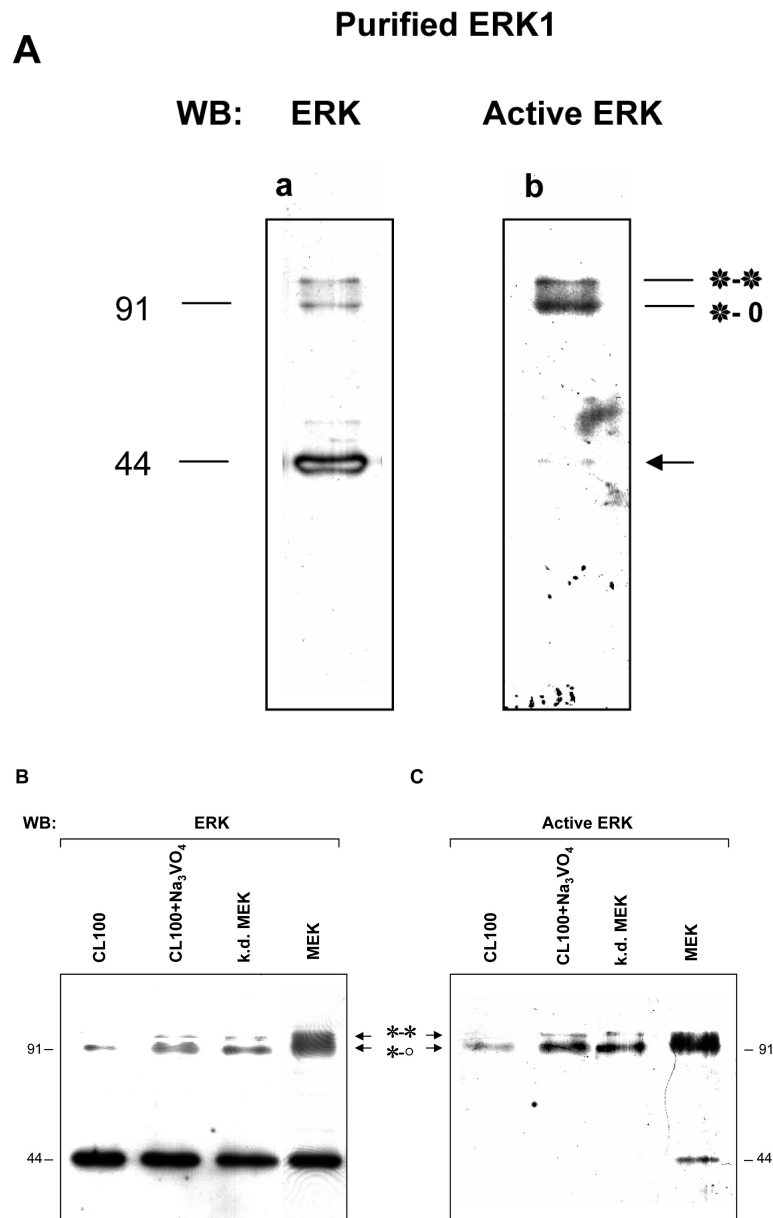 Purified ERK1
A
WB: ERK Active ERK
a b
✽-✽
91 ✽- 0
44
B C
WB: ERK Active ERK
CL100 CL100+Na₃VO₄ k.d. MEK MEK CL100 CL100+Na₃VO₄ k.d. MEK MEK
*-*
91 *-○ 91
44 44